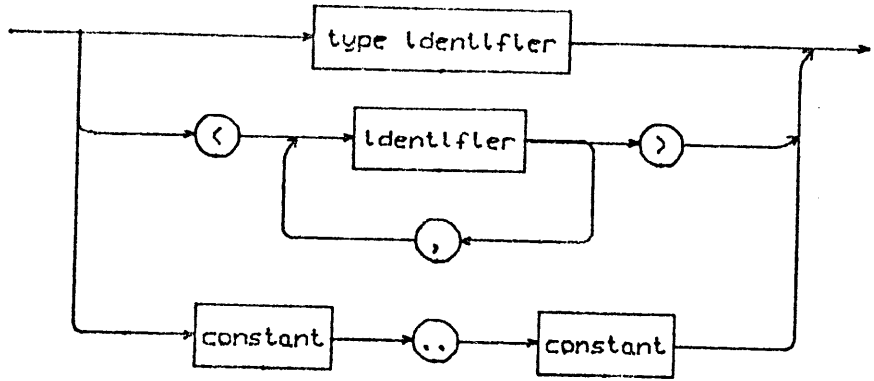 type identifier
< identifier >
,
constant .. constant